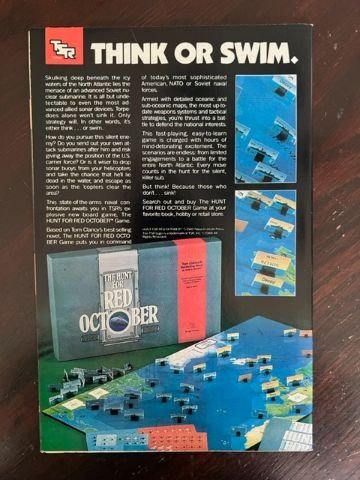 TSR
THINK OR SWIM.
Skulking deep beneath the icy
waters of the North Atlantic lies the
menace of an advanced Soviet nu-
clear submarine. It is all but unde-
tectable to even the most ad-
vanced allied sonar devices. Torpe
does alone won't sink it. Only
strategy will. In other words, it's
either think . . . or swim.
How do you pursue this silent ene-
my? Do you send out your own at-
tack submarines after him and risk
giving away the position of the U.S.
carrier force? Or is it wiser to drop
sonar buoys from your helicopters
and take the chance that he'll lie
dead in the water, and escape as
soon as the 'copters clear the
area?
This state-of-the-arms naval con-
frontation awaits you in TSR's ex-
plosive new board game, The
HUNT FOR RED OCTOBER™ Game.
Based on Tom Clancy's best-selling
novel, The HUNT FOR RED OCTO-
BER Game puts you in command
of today's most sophisticated
American, NATO or Soviet naval
forces.
Armed with detailed oceanic and
sub-oceanic maps, the most up-to-
date weapons systems and tactical
strategies, you're thrust into a bat-
tle to defend the national interests.
This fast-playing, easy-to-learn
game is charged with hours of
mind-detonating excitement. The
scenarios are endless: from limited
engagements to a battle for the
entire North Atlantic. Every move
counts in the hunt for the silent,
killer sub.
But think! Because those who
don't. . . sink!
Search out and buy The HUNT
FOR RED OCTOBER Game at your
favorite book, hobby or retail store.
THE HUNT
FOR
RED
OCTOBER